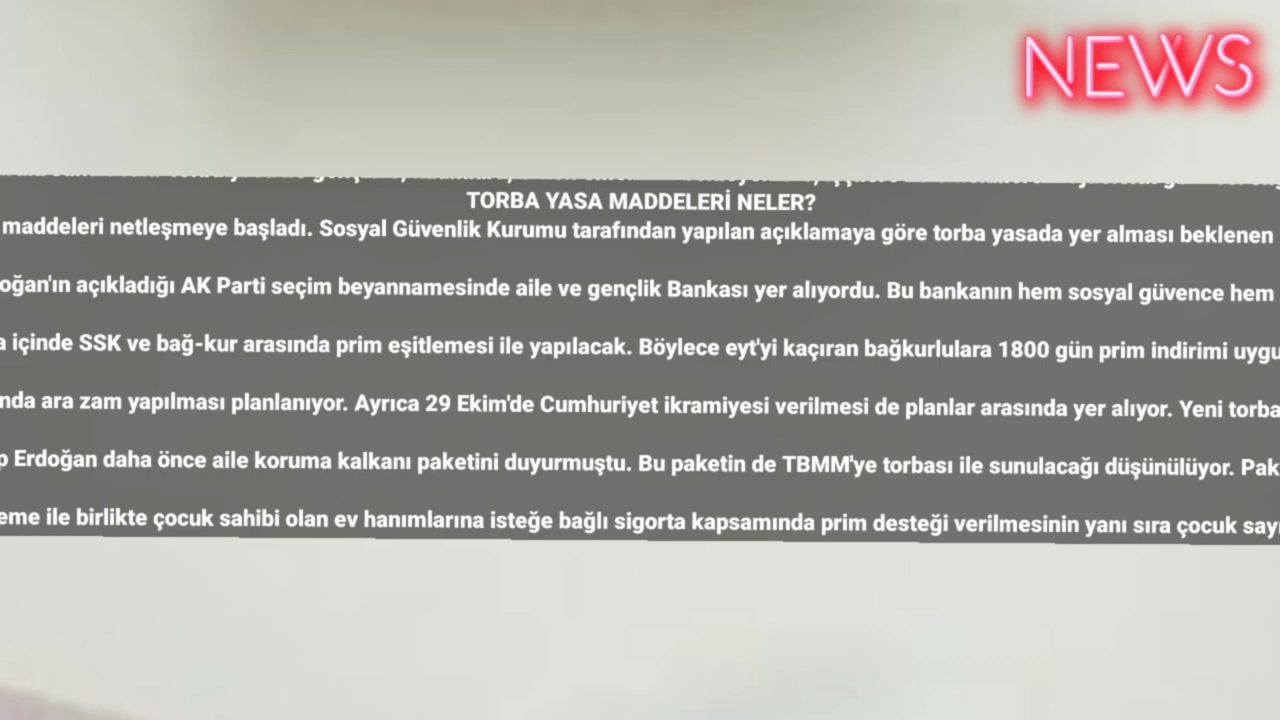 NEWS
TORBA YASA MADDELERİ NELER?
maddeleri netleşmeye başladı. Sosyal Güvenlik Kurumu tarafından yapılan açıklamaya göre torba yasada yer alması beklenen
açıkladığı AK Parti seçim beyannamesinde aile ve gençlik Bankası yer alıyordu. Bu bankanın hem sosyal güvence hem
içinde SSK ve bağ-kur arasında prim eşitlemesi ile yapılacak. Böylece eyt'yi kaçıran bağkurlulara 1800 gün prim indirimi
ara zam yapılması planlanıyor. Ayrıca 29 Ekim'de Cumhuriyet ikramiyesi verilmesi de planlar arasında yer alıyor. Yeni torba
Erdoğan daha önce aile koruma kalkanı paketini duyurmuştu. Bu paketin de TBMM'ye torbası ile sunulacağı düşünülüyor.
ile birlikte çocuk sahibi olan ev hanımlarına isteğe bağlı sigorta kapsamında prim desteği verilmesinin yanı sıra çocuk